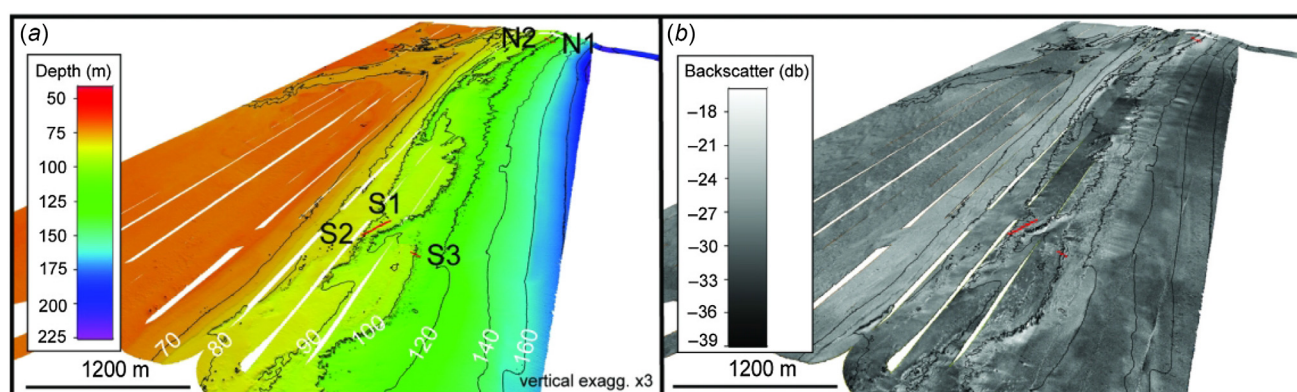 (a)
N2
N1
Depth (m)
50
75
100
125
150
175
200
225
S1
S2
S3
70
80
90
100
120
140
160
1200 m
vertical exagg. x3
(b)
Backscatter (db)
–18
–21
–24
–27
–30
–33
–36
–39
1200 m